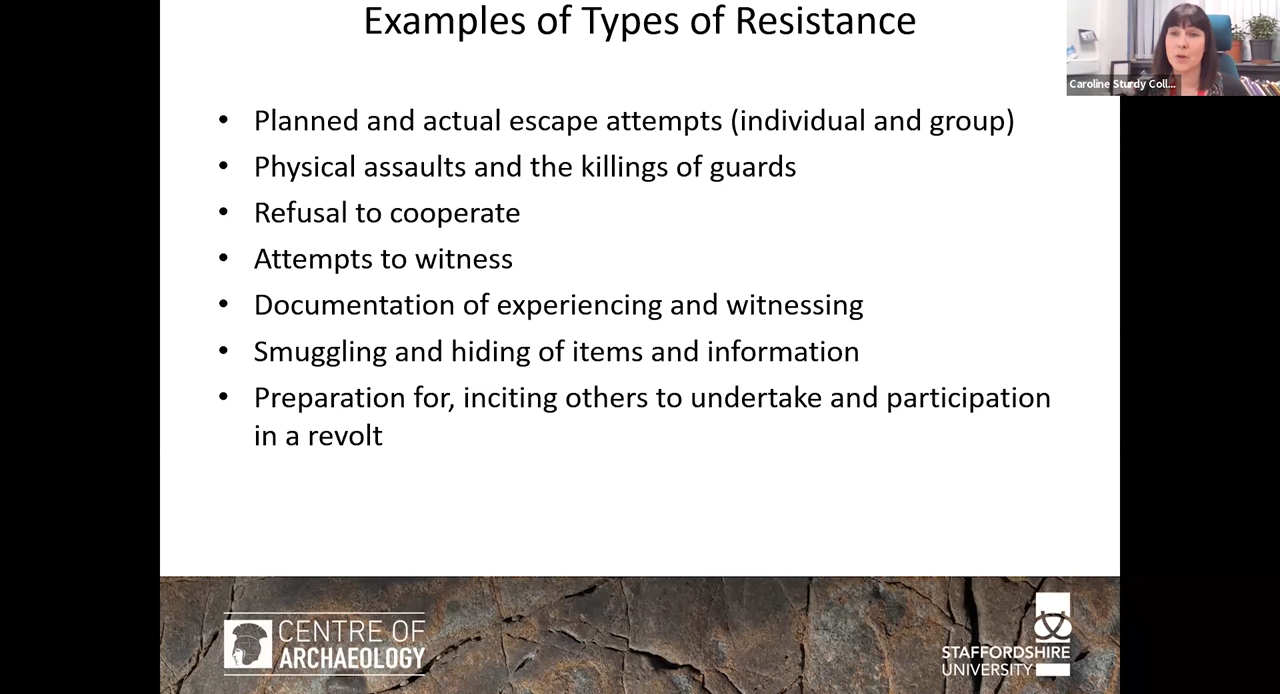 Examples of Types of Resistance
Caroline Sturdy Coll...
• Planned and actual escape attempts (individual and group)
• Physical assaults and the killings of guards
• Refusal to cooperate
• Attempts to witness
• Documentation of experiencing and witnessing
• Smuggling and hiding of items and information
• Preparation for, inciting others to undertake and participation
in a revolt
CENTRE OF
ARCHAEOLOGY
STAFFORDSHIRE
UNIVERSITY